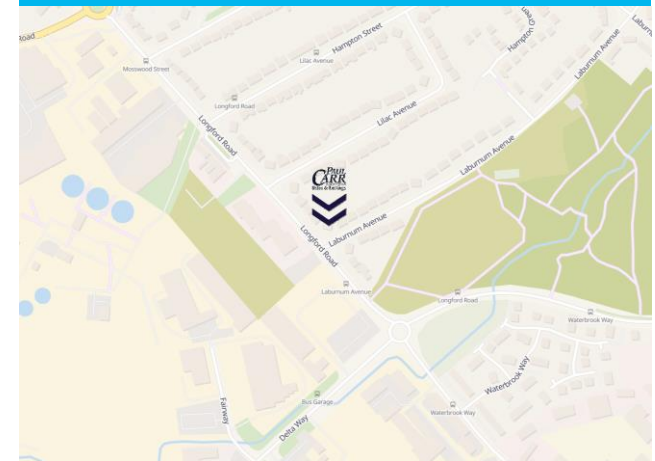 Road
Mosswood Street
Lilac Avenue
Hampton Street
Hampton G
Laburnum Avenue
Longford Road
Longford Road
Lilac Avenue
Laburnum Avenue
PAUL
CARR
Longford Road
Laburnum Avenue
Laburnum Avenue
Longford Road
Waterbrook Way
Waterbrook Way
Fairway
Bus Garage
Delta Way
Waterbrook Way